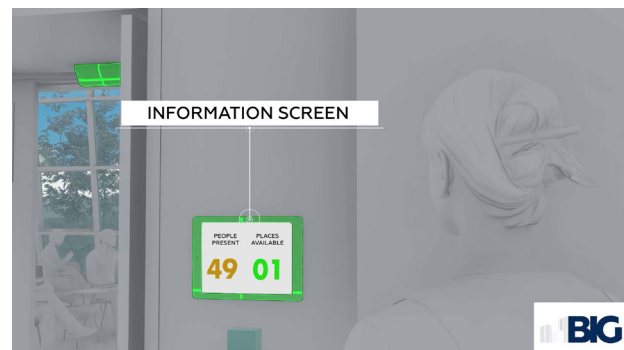 INFORMATION SCREEN
PEOPLE PRESENT
PLACES AVAILABLE
49 01
BIG